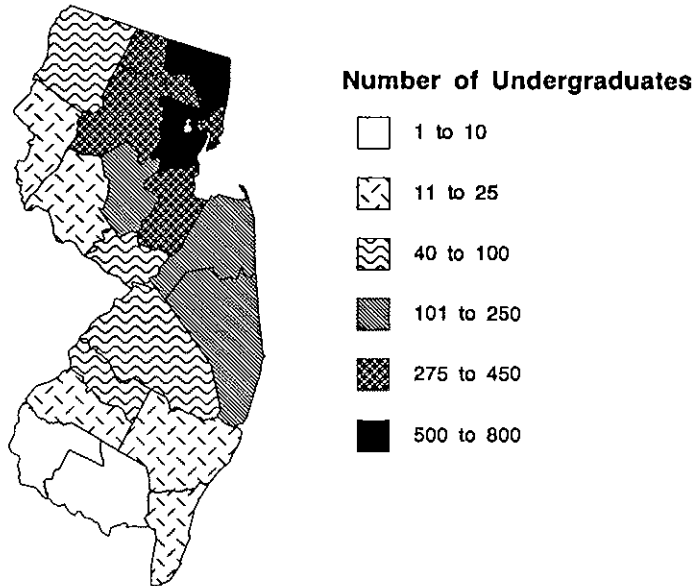 Number of Undergraduates
1 to 10
11 to 25
40 to 100
101 to 250
275 to 450
500 to 800